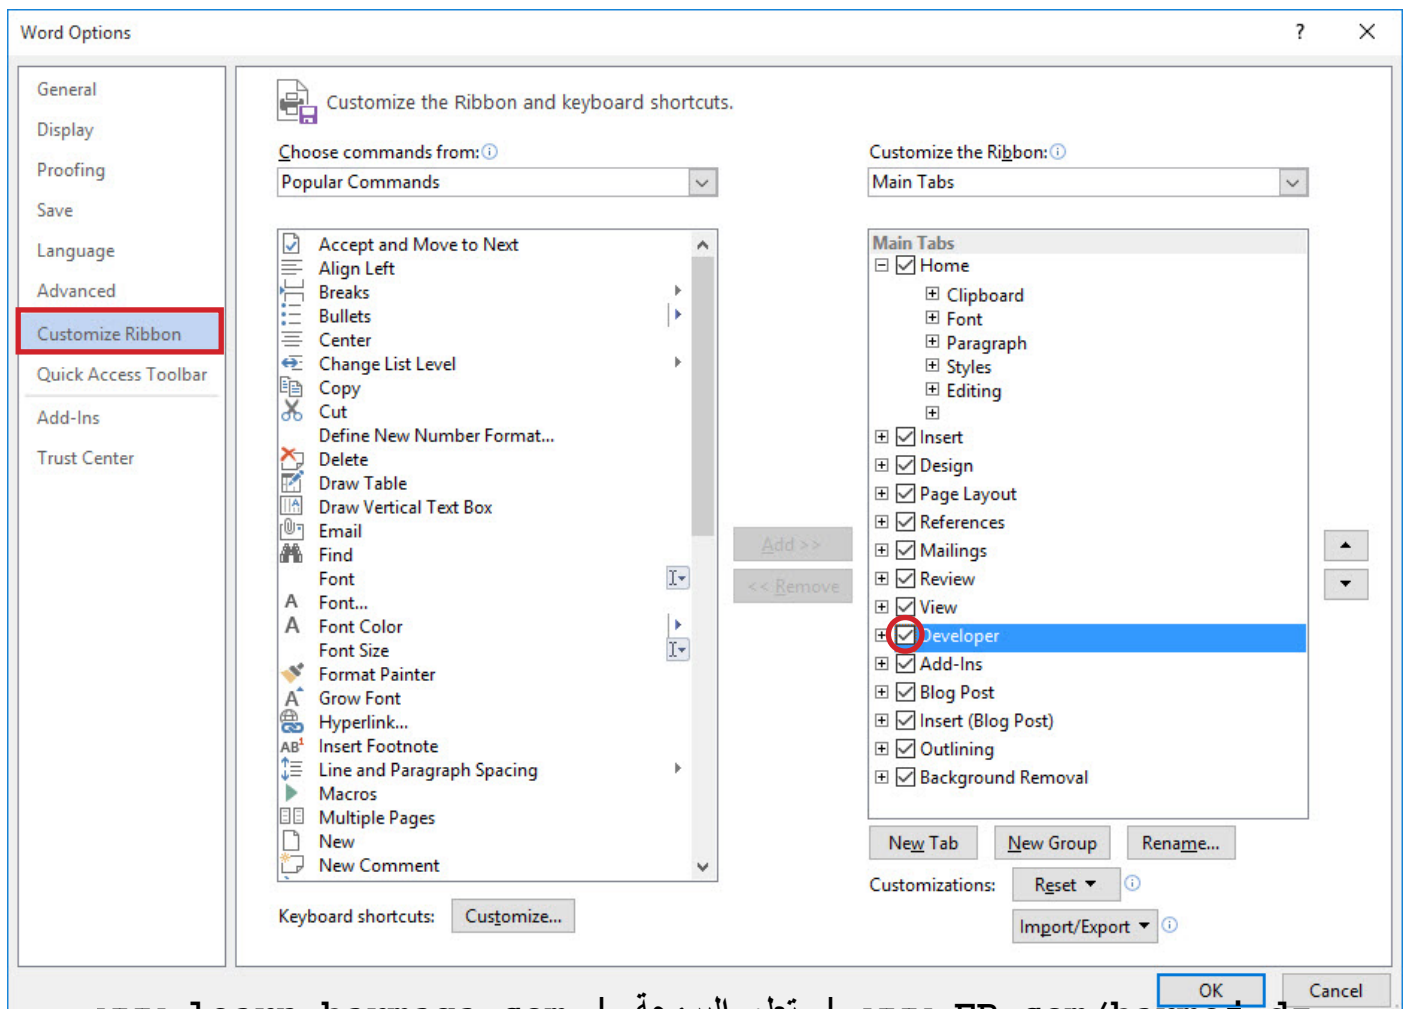 Word Options
?
General
Display
Proofing
Save
Language
Advanced
Customize Ribbon
Quick Access Toolbar
Add-Ins
Trust Center
Customize the Ribbon and keyboard shortcuts.
Choose commands from:
Popular Commands
Accept and Move to Next
Align Left
Breaks
Bullets
Center
Change List Level
Copy
Cut
Define New Number Format...
Delete
Draw Table
Draw Vertical Text Box
Email
Find
Font
Font...
Font Color
Font Size
Format Painter
Grow Font
Hyperlink...
Insert Footnote
Line and Paragraph Spacing
Macros
Multiple Pages
New
New Comment
Keyboard shortcuts: Customize...
Add >>
<< Remove
Customize the Ribbon:
Main Tabs
Main Tabs
Home
Clipboard
Font
Paragraph
Styles
Editing
Insert
Design
Page Layout
References
Mailings
Review
View
Developer
Add-Ins
Blog Post
Insert (Blog Post)
Outlining
Background Removal
New Tab New Group Rename...
Customizations: Reset
Import/Export
OK Cancel